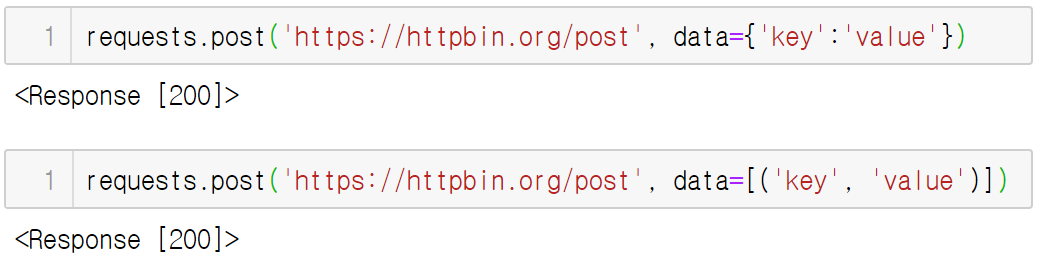 1 requests.post('https://httpbin.org/post', data={'key':'value'})
<Response [200]>
1 requests.post('https://httpbin.org/post', data=[('key', 'value')])
<Response [200]>